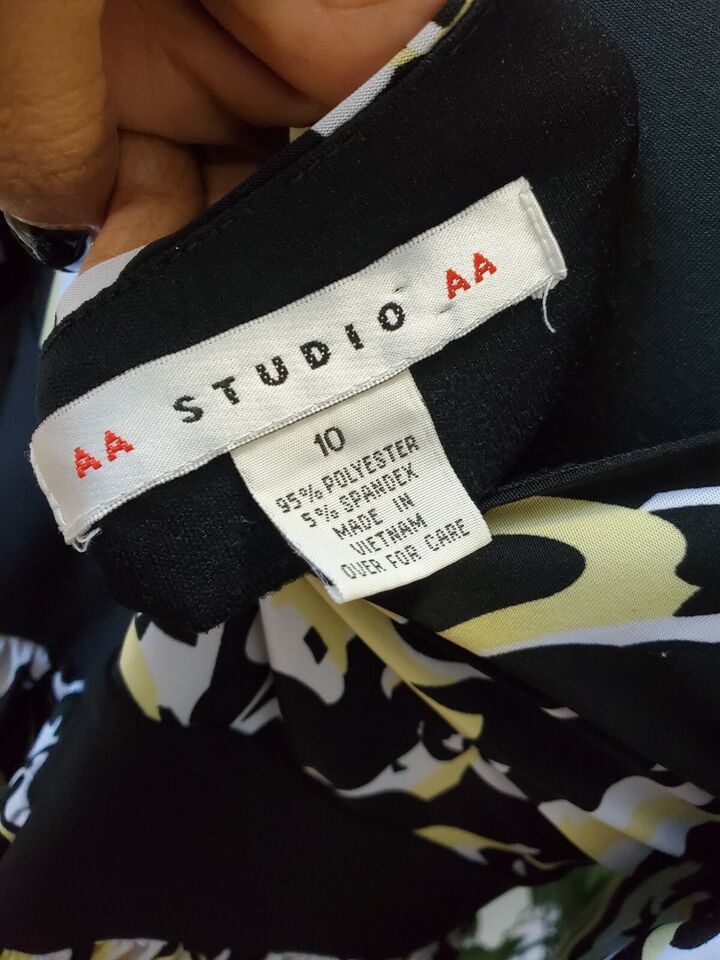 AA STUDIO AA
10
95% POLYESTER
5% SPANDEX
MADE IN
VIETNAM
OVER FOR CARE